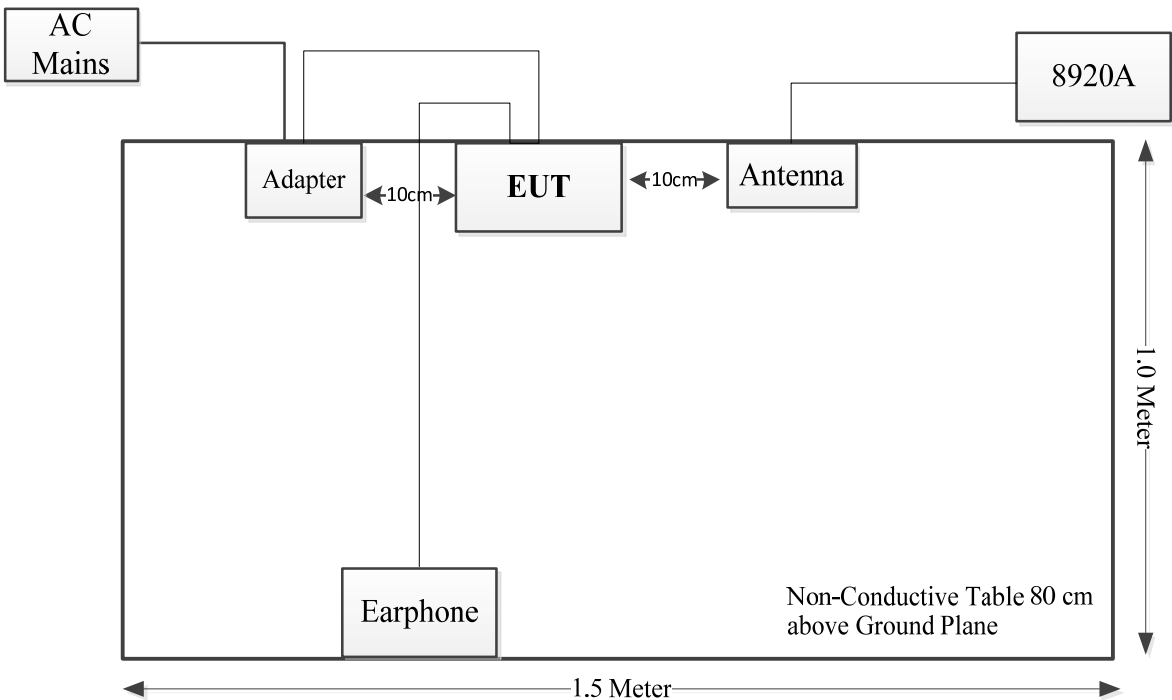 AC
Mains
8920A
Adapter
10cm
EUT
10cm
Antenna
1.0 Meter
Earphone
Non-Conductive Table 80 cm
above Ground Plane
1.5 Meter